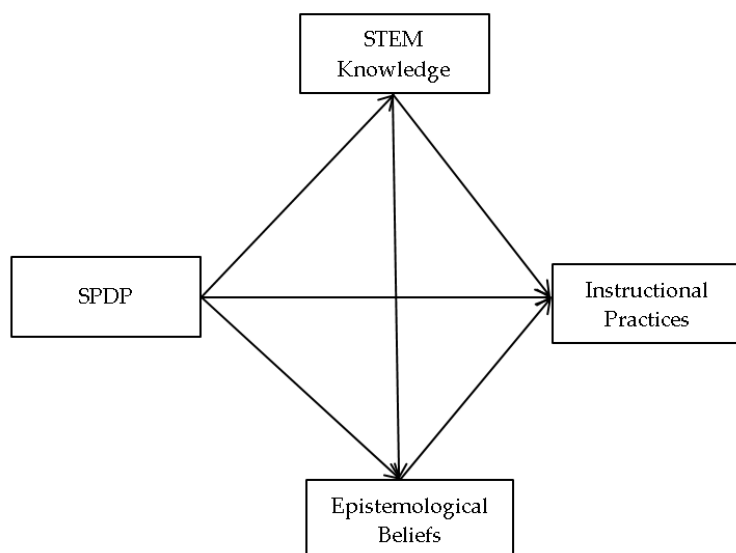 STEM
Knowledge
SPDP
Instructional
Practices
Epistemological
Beliefs